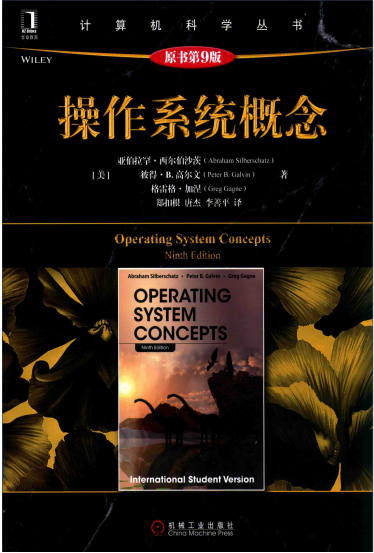 计算机科学丛书
HZ Books
华章教育
WILEY
原书第9版
操作系统概念
亚伯拉罕·西尔伯沙茨（Abraham Silberschatz）
［美］ 彼得·B. 高尔文（Peter B. Galvin） 著
格雷格·加涅（Greg Gagne）
郑扣根 唐杰 李善平 译
Operating System Concepts
Ninth Edition
Abraham Silberschatz • Peter B. Galvin • Greg Gagne
OPERATING
SYSTEM
CONCEPTS
Ninth Edition
International Student Version
机械工业出版社
China Machine Press